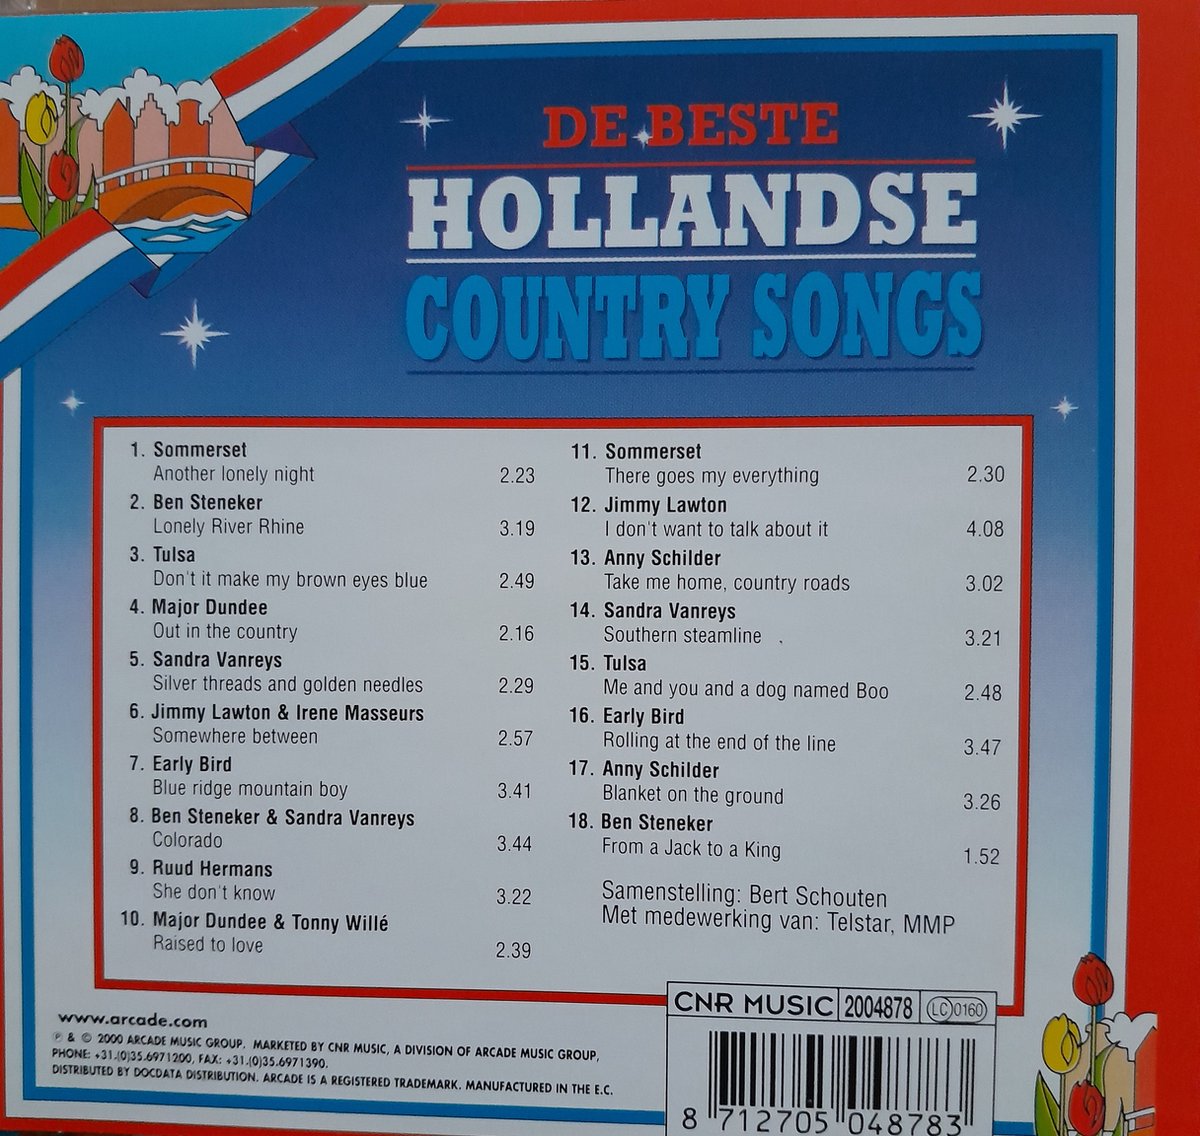 DE BESTE
HOLLANDSE
COUNTRY SONGS
1. Sommerset
Another lonely night 2.23
2. Ben Steneker
Lonely River Rhine 3.19
3. Tulsa
Don't it make my brown eyes blue 2.49
4. Major Dundee
Out in the country 2.16
5. Sandra Vanreys
Silver threads and golden needles 2.29
6. Jimmy Lawton & Irene Masseurs
Somewhere between 2.57
7. Early Bird
Blue ridge mountain boy 3.41
8. Ben Steneker & Sandra Vanreys
Colorado 3.44
9. Ruud Hermans
She don't know 3.22
10. Major Dundee & Tonny Willé
Raised to love 2.39
11. Sommerset
There goes my everything 2.30
12. Jimmy Lawton
I don't want to talk about it 4.08
13. Anny Schilder
Take me home, country roads 3.02
14. Sandra Vanreys
Southern steamline 3.21
15. Tulsa
Me and you and a dog named Boo 2.48
16. Early Bird
Rolling at the end of the line 3.47
17. Anny Schilder
Blanket on the ground 3.26
18. Ben Steneker
From a Jack to a King 1.52
Samenstelling: Bert Schouten
Met medewerking van: Telstar, MMP
www.arcade.com
℗ & © 2000 ARCADE MUSIC GROUP. MARKETED BY CNR MUSIC, A DIVISION OF ARCADE MUSIC GROUP,
PHONE: +31.(0)35.6971200, FAX: +31.(0)35.6971390.
DISTRIBUTED BY DOCDATA DISTRIBUTION. ARCADE IS A REGISTERED TRADEMARK. MANUFACTURED IN THE E.C.
CNR MUSIC 2004878 LC 0160
8 712705 048783